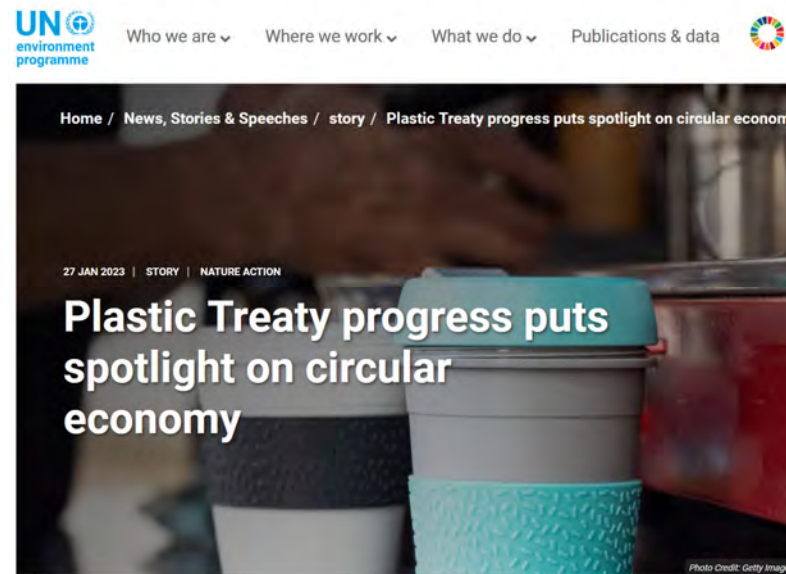 UN
environment
programme
Who we are
Where we work
What we do
Publications & data
Home / News, Stories & Speeches / story / Plastic Treaty progress puts spotlight on circular econom
27 JAN 2023 | STORY | NATURE ACTION
Plastic Treaty progress puts
spotlight on circular
economy
Photo Credit: Getty Image